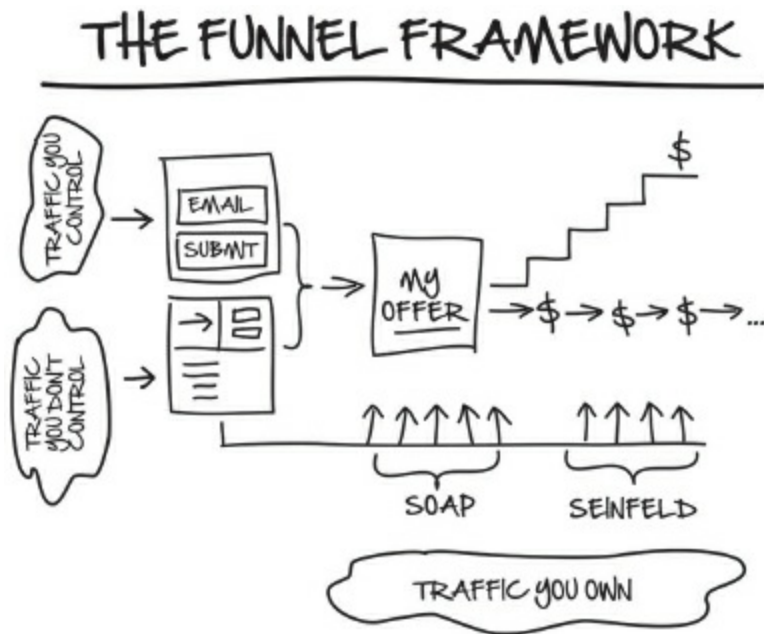 THE FUNNEL FRAMEWORK
TRAFFIC YOU
CONTROL
EMAIL
SUBMIT
MY
OFFER
$
$ $ $ ...
TRAFFIC
YOU DON'T
CONTROL
SOAP
SEINFELD
TRAFFIC YOU OWN